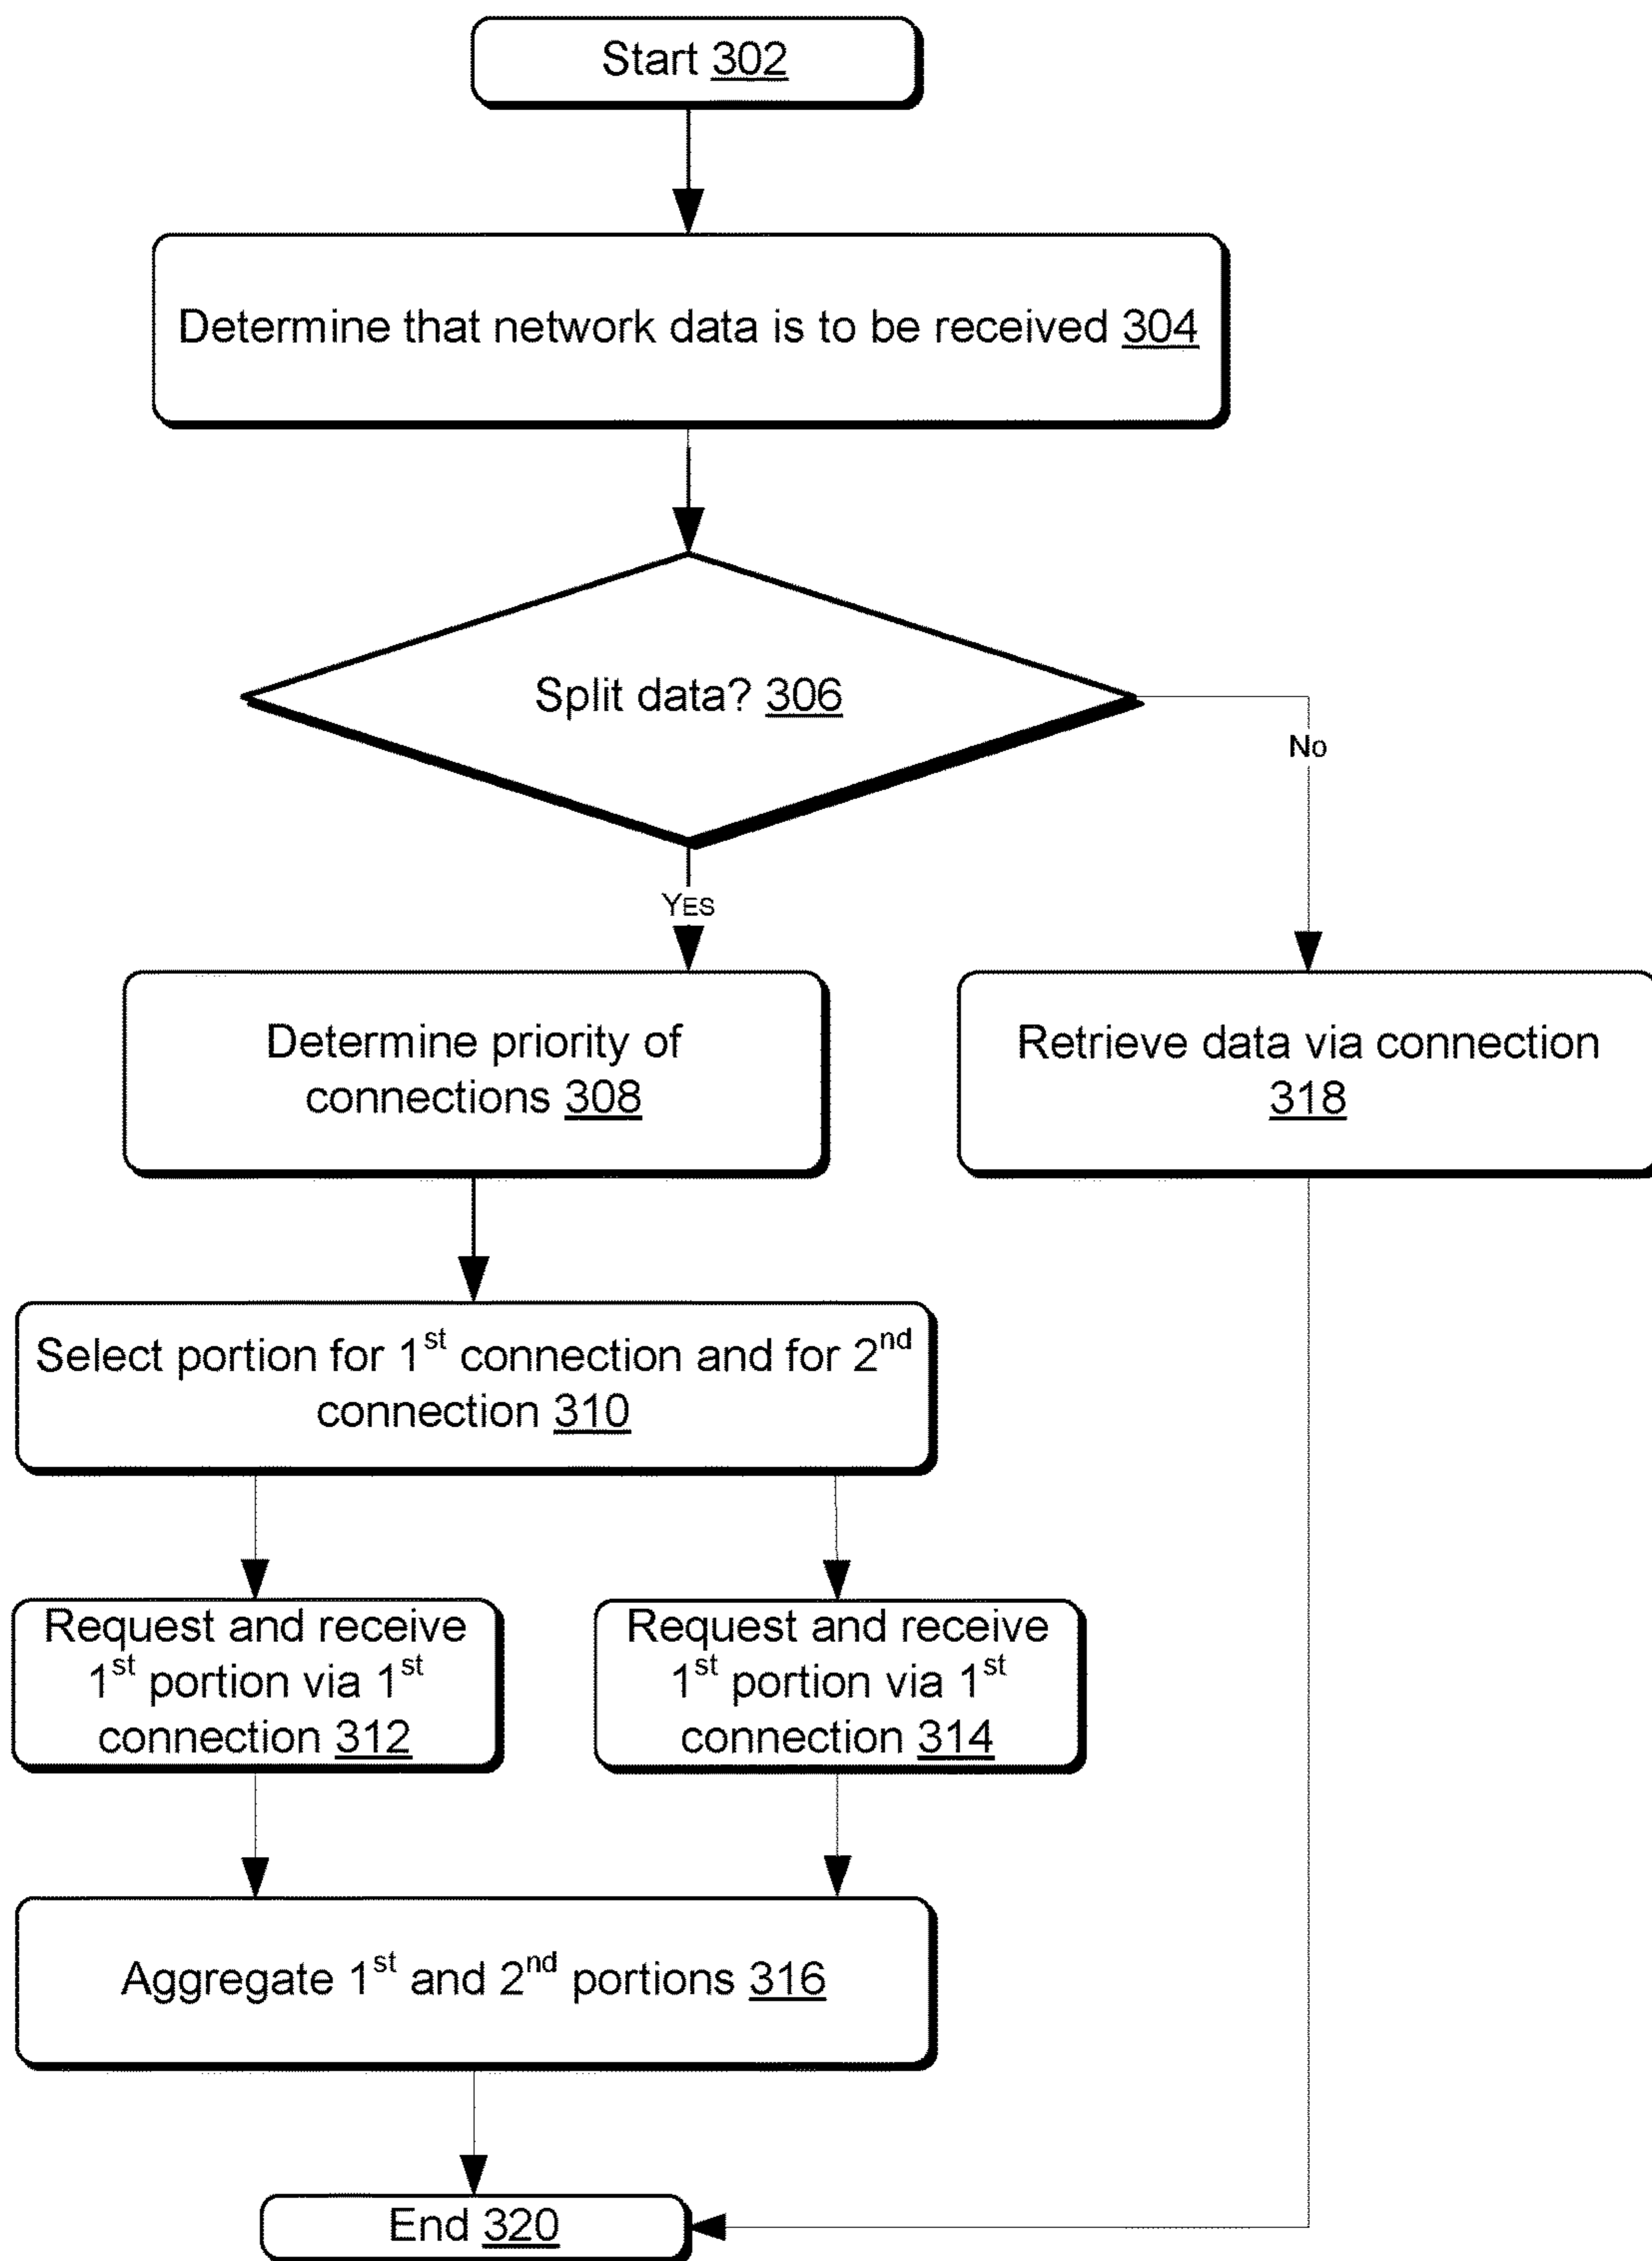 Start 302
Determine that network data is to be received 304
Split data? 306
No
YES
Determine priority of
connections 308
Retrieve data via connection
318
Select portion for 1st connection and for 2nd
connection 310
Request and receive
1st portion via 1st
connection 312
Request and receive
1st portion via 1st
connection 314
Aggregate 1st and 2nd portions 316
End 320